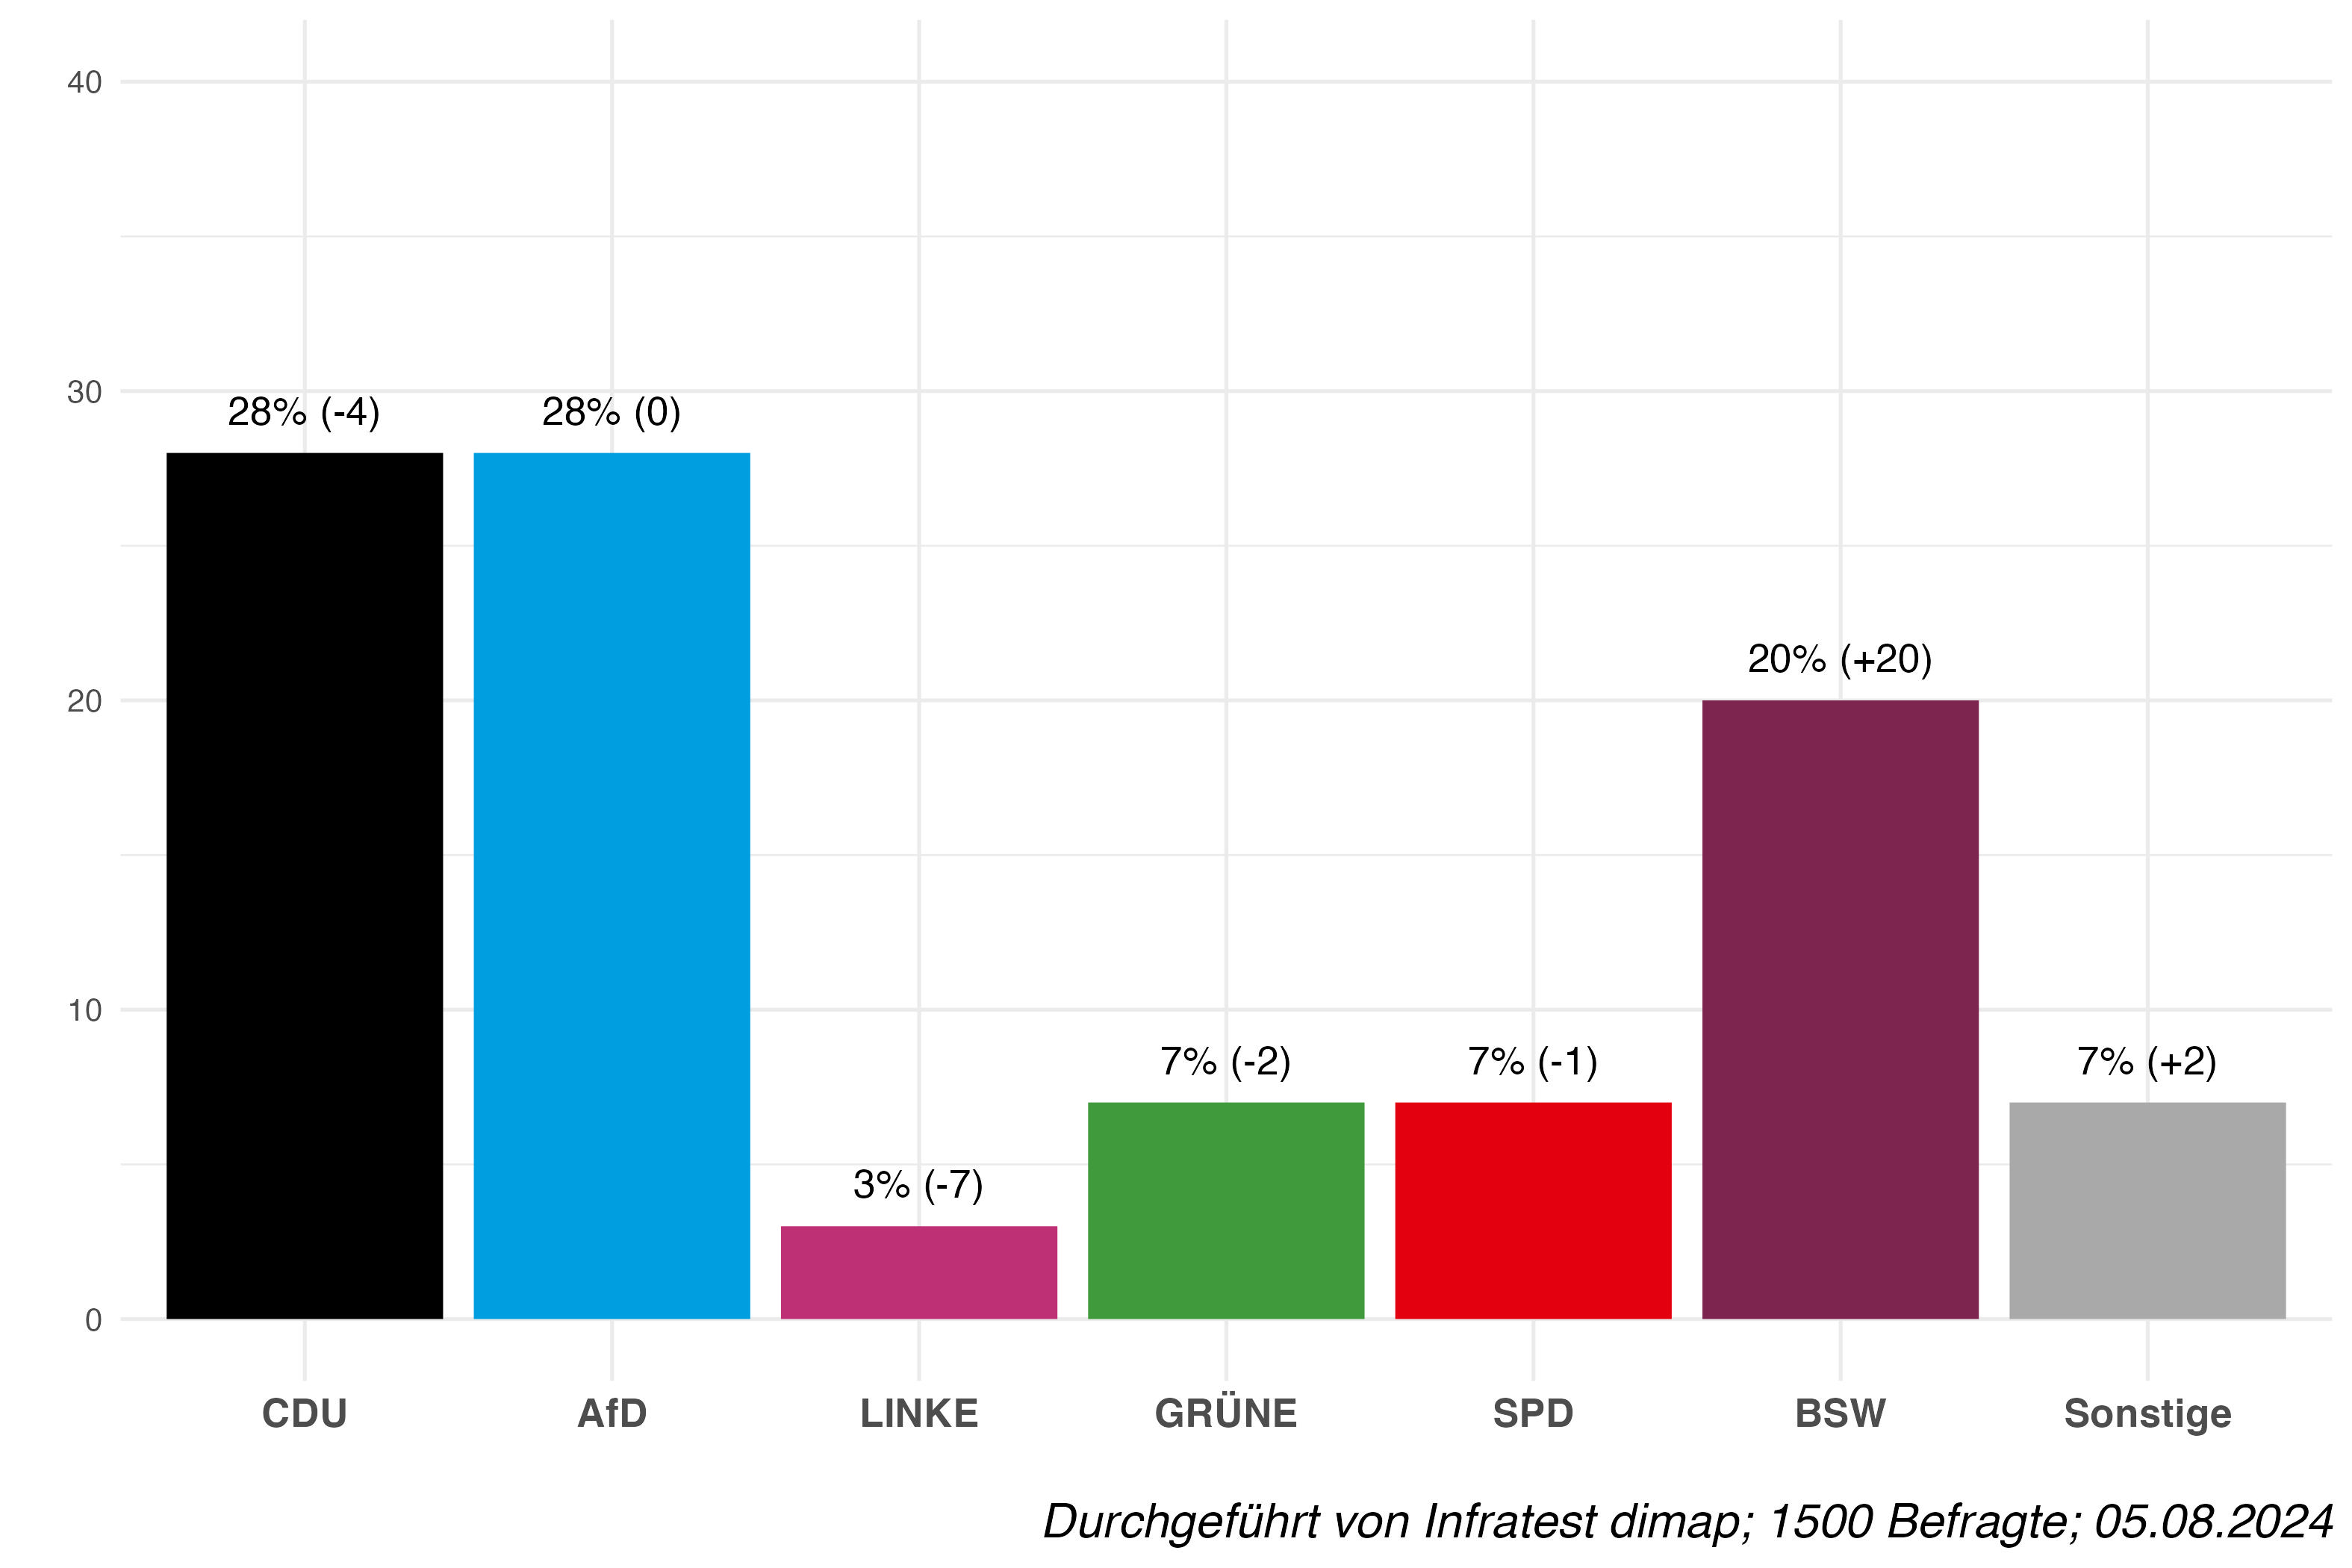 40
30
20
10
0
28% (-4)
28% (0)
3% (-7)
7% (-2)
7% (-1)
20% (+20)
7% (+2)
CDU
AfD
LINKE
GRÜNE
SPD
BSW
Sonstige
Durchgeführt von Infratest dimap; 1500 Befragte; 05.08.2024